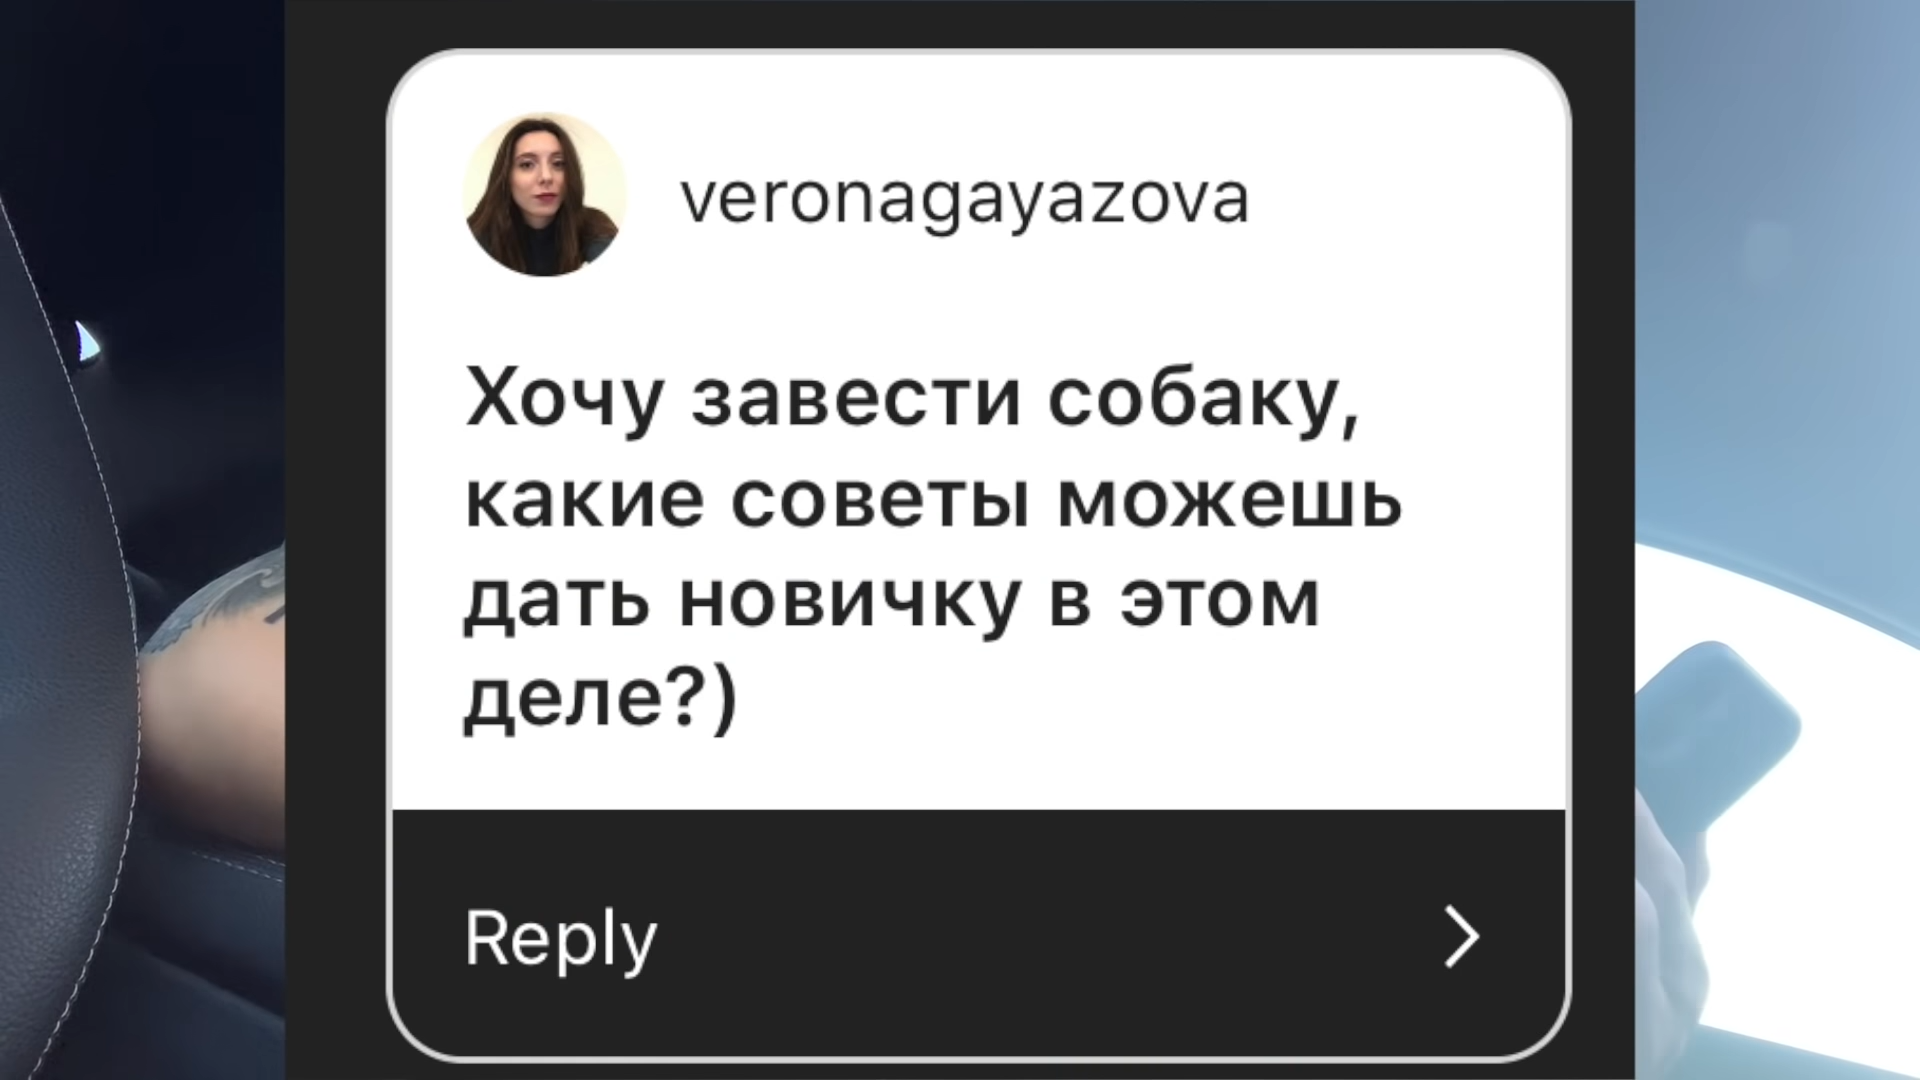 veronagayazova
Хочу завести собаку,
какие советы можешь
дать новичку в этом
деле?)
Reply